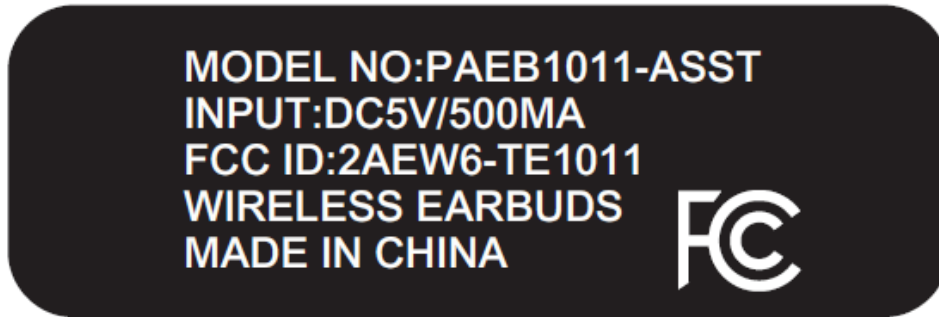 MODEL NO:PAEB1011-ASST
INPUT:DC5V/500MA
FCC ID:2AEW6-TE1011
WIRELESS EARBUDS
MADE IN CHINA
FC